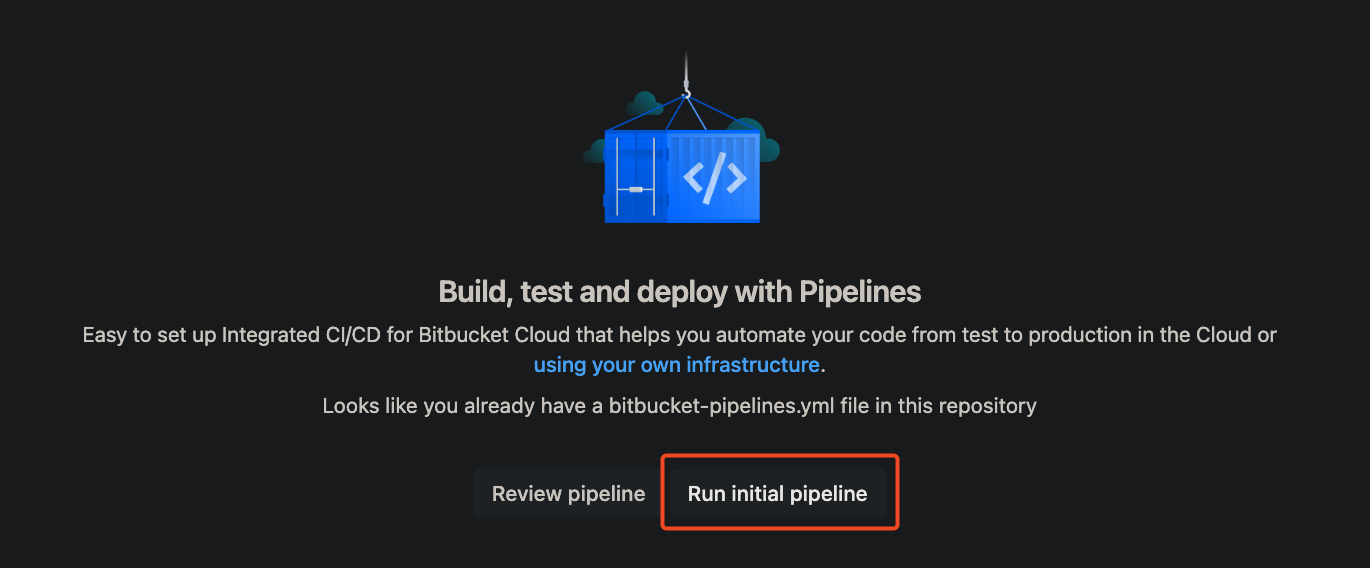 </>
Build, test and deploy with Pipelines
Easy to set up Integrated CI/CD for Bitbucket Cloud that helps you automate your code from test to production in the Cloud or
using your own infrastructure.
Looks like you already have a bitbucket-pipelines.yml file in this repository
Review pipeline
Run initial pipeline